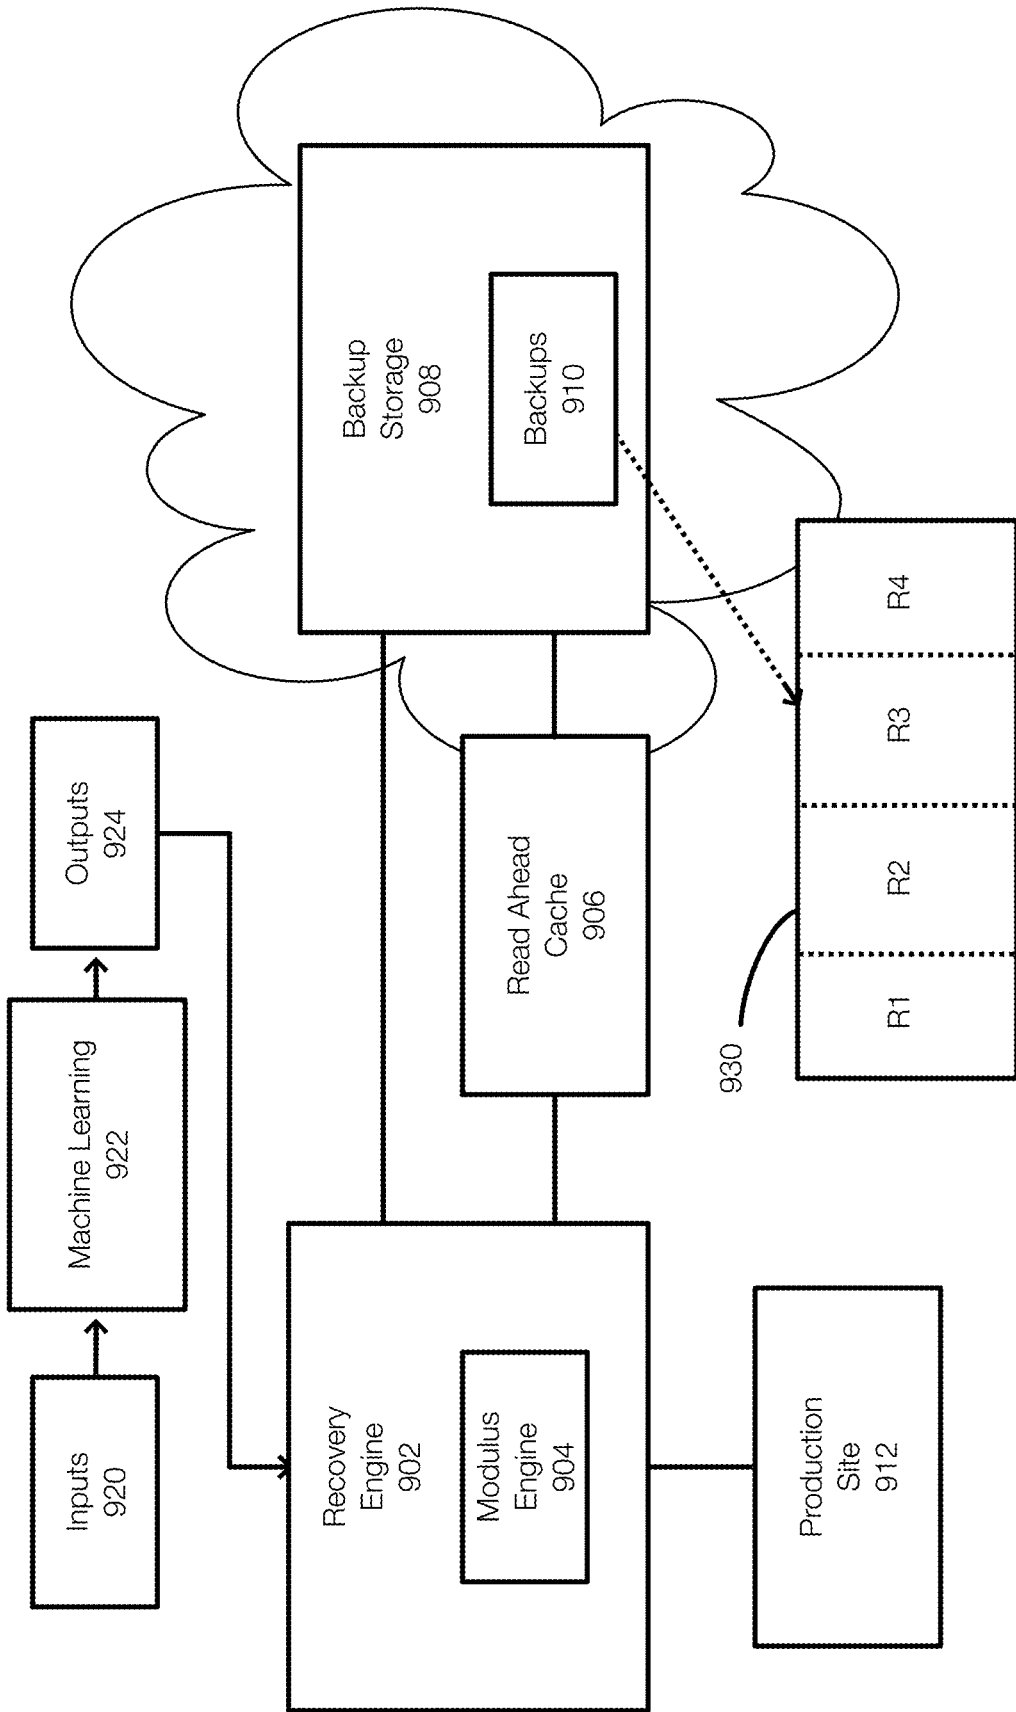 Inputs
920
Machine Learning
922
Outputs
924
Recovery
Engine
902
Modulus
Engine
904
Read Ahead
Cache
906
Backup
Storage
908
Backups
910
Production
Site
912
930
R1
R2
R3
R4